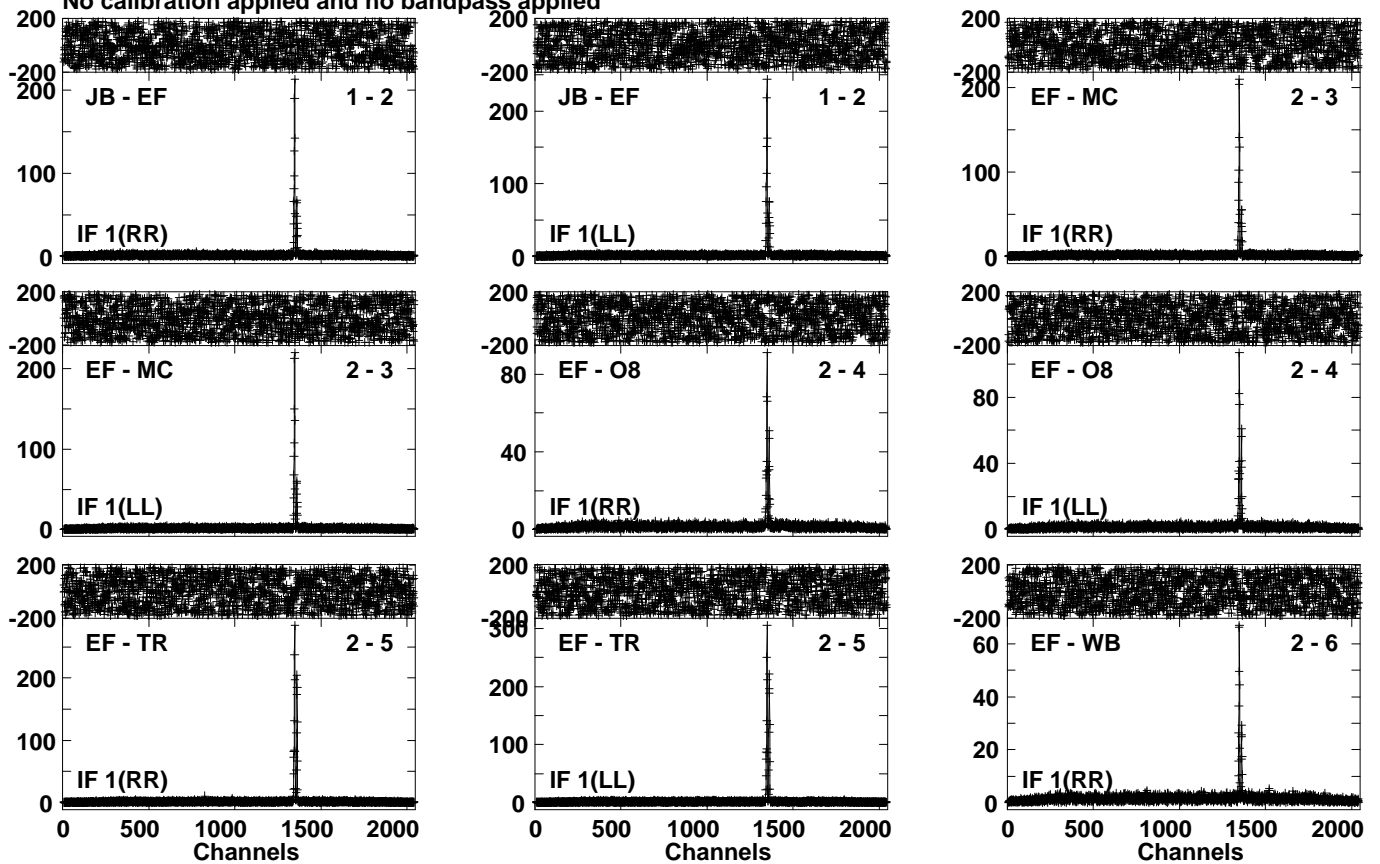 No calibration applied and no bandpass applied
200
-200
200
100
0
JB - EF 1 - 2
IF 1(RR)
200
-200
200
100
0
JB - EF 1 - 2
IF 1(LL)
200
-200
200
100
0
EF - MC 2 - 3
IF 1(RR)
200
-200
200
100
0
EF - MC 2 - 3
IF 1(LL)
200
-200
80
40
0
EF - O8 2 - 4
IF 1(RR)
200
-200
80
40
0
EF - O8 2 - 4
IF 1(LL)
200
-200
200
100
0
EF - TR 2 - 5
IF 1(RR)
0 500 1000 1500 2000
Channels
200
-200
300
200
100
0
EF - TR 2 - 5
IF 1(LL)
0 500 1000 1500 2000
200
-200
60
40
20
0
EF - WB 2 - 6
IF 1(RR)
0 500 1000 1500 2000
Channels